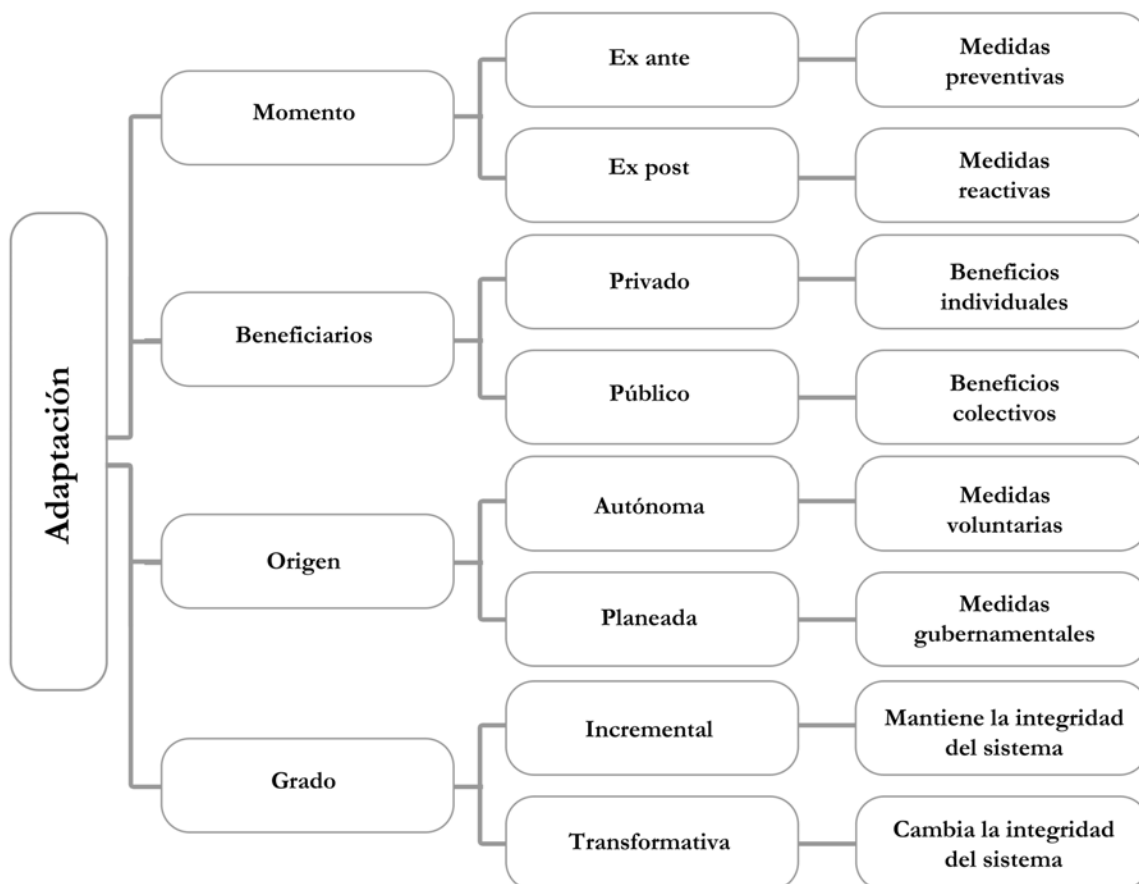 Adaptación
Momento
Ex ante
Medidas
preventivas
Ex post
Medidas
reactivas
Beneficiarios
Privado
Beneficios
individuales
Público
Beneficios
colectivos
Origen
Autónoma
Medidas
voluntarias
Planeada
Medidas
gubernamentales
Grado
Incremental
Mantiene la integridad
del sistema
Transformativa
Cambia la integridad
del sistema